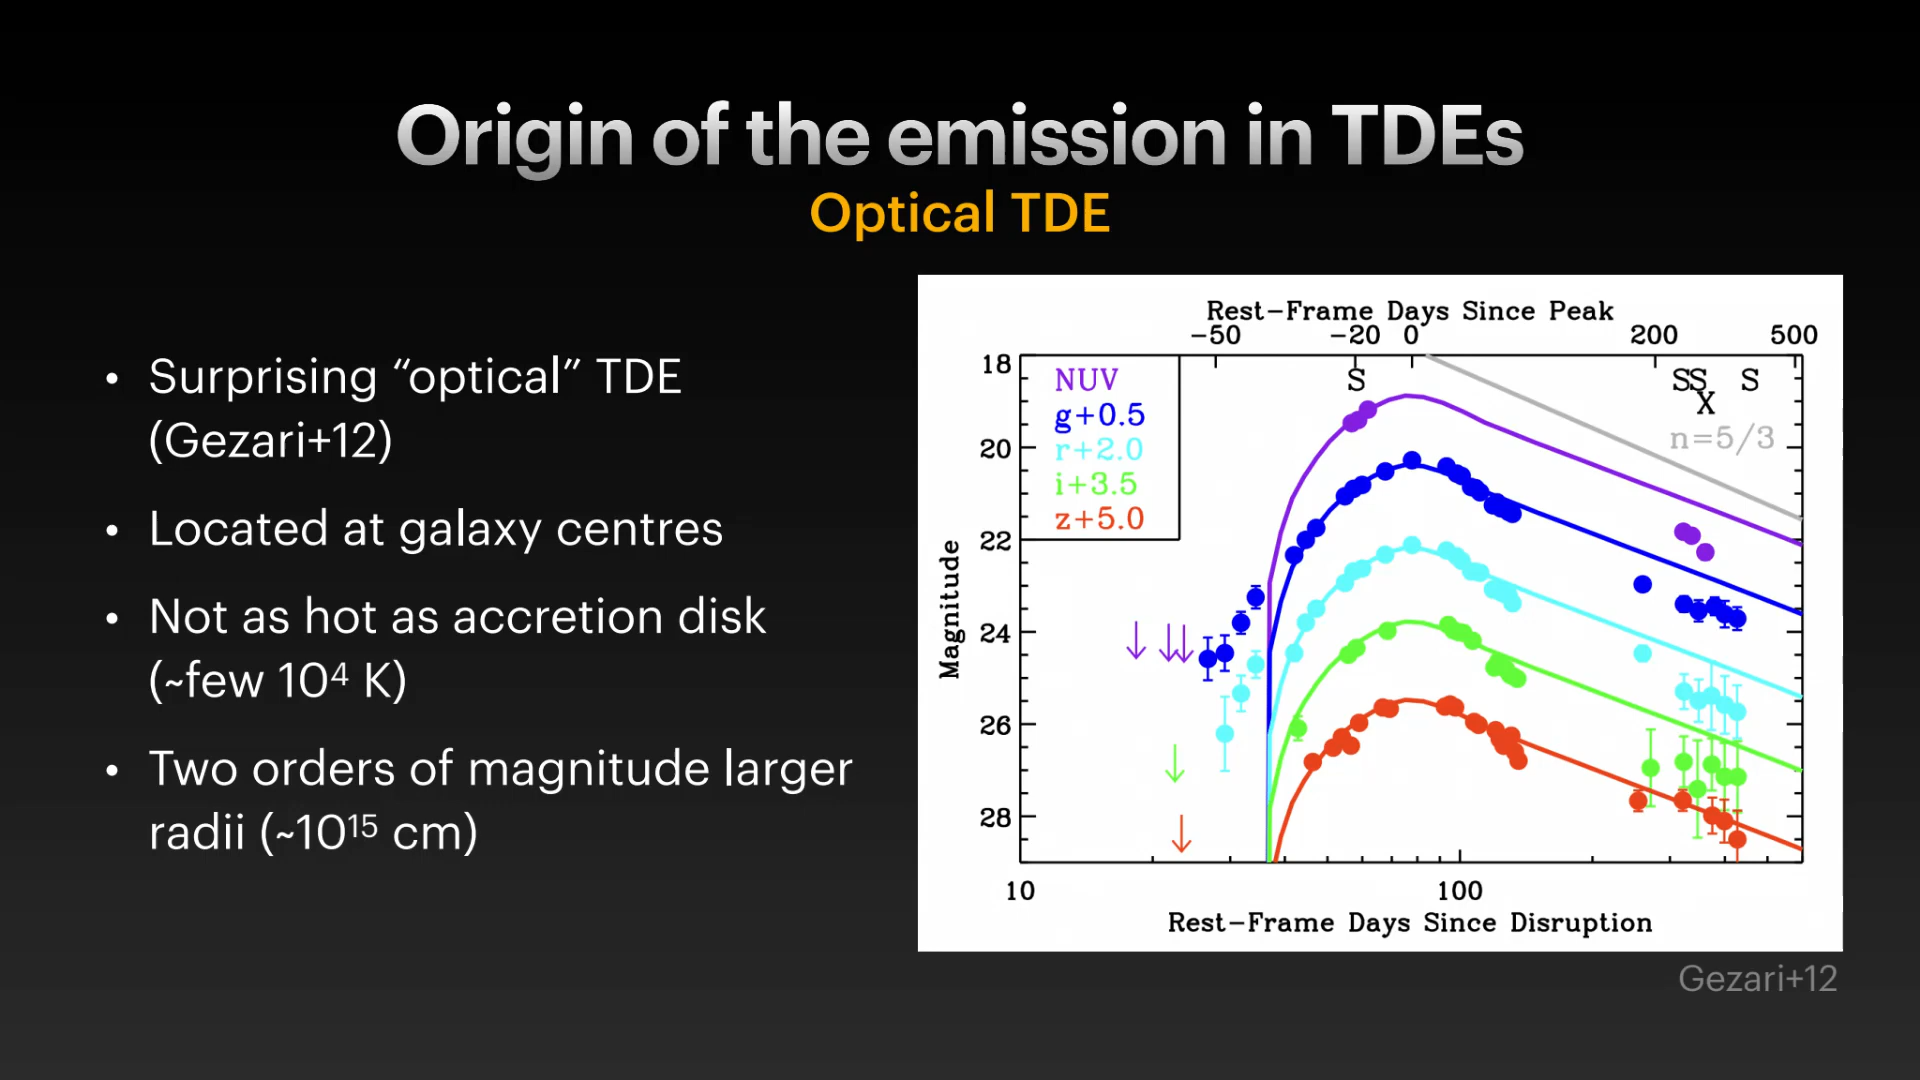 Origin of the emission in TDEs
Optical TDE
• Surprising “optical” TDE
(Gezari+12)
• Located at galaxy centres
• Not as hot as accretion disk
(~few 10⁴ K)
• Two orders of magnitude larger
radii (~10¹⁵ cm)
Rest-Frame Days Since Peak
-50 -20 0 200 500
18
20
22
24
26
28
Magnitude
NUV
g+0.5
r+2.0
i+3.5
z+5.0
S SS S
X
n=5/3
10 100
Rest-Frame Days Since Disruption
Gezari+12